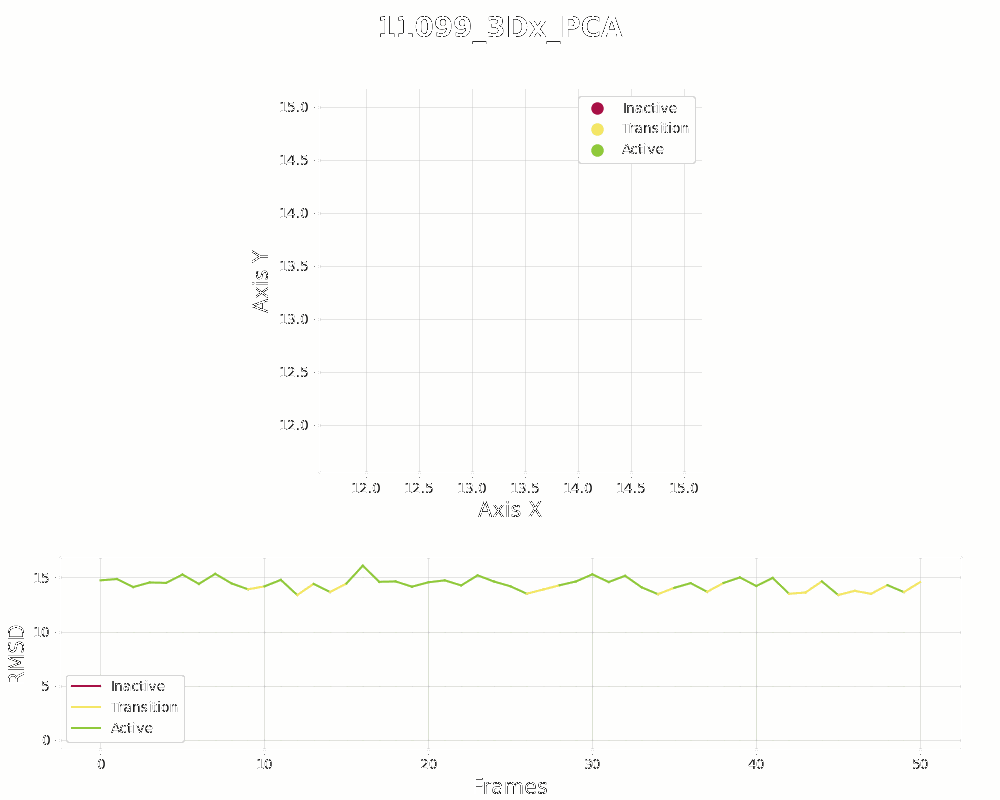 11099_3Dx_PCA
15.0
14.5
14.0
13.5
13.0
12.5
12.0
Axis Y
Inactive
Transition
Active
12.0 12.5 13.0 13.5 14.0 14.5 15.0
Axis X
15
10
5
0
RMSD
Inactive
Transition
Active
0 10 20 30 40 50
Frames